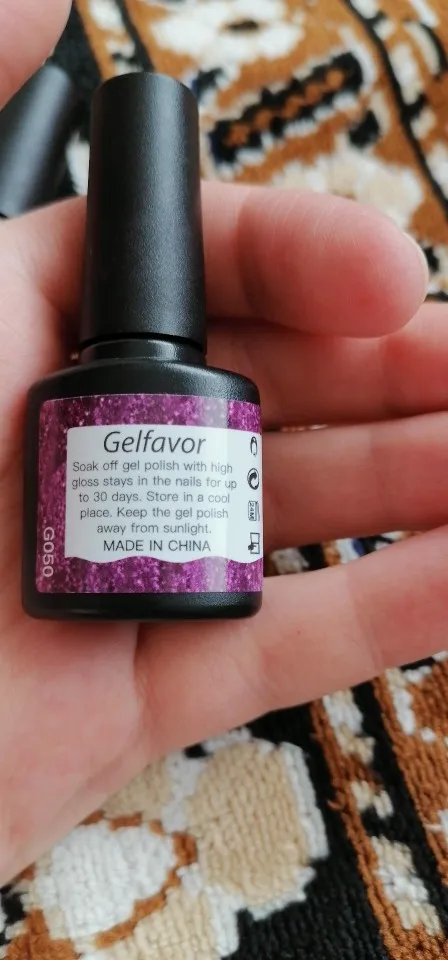 Gelfavor
Soak off gel polish with high
gloss stays in the nails for up
to 30 days. Store in a cool
place. Keep the gel polish
away from sunlight.
MADE IN CHINA
G050
24M